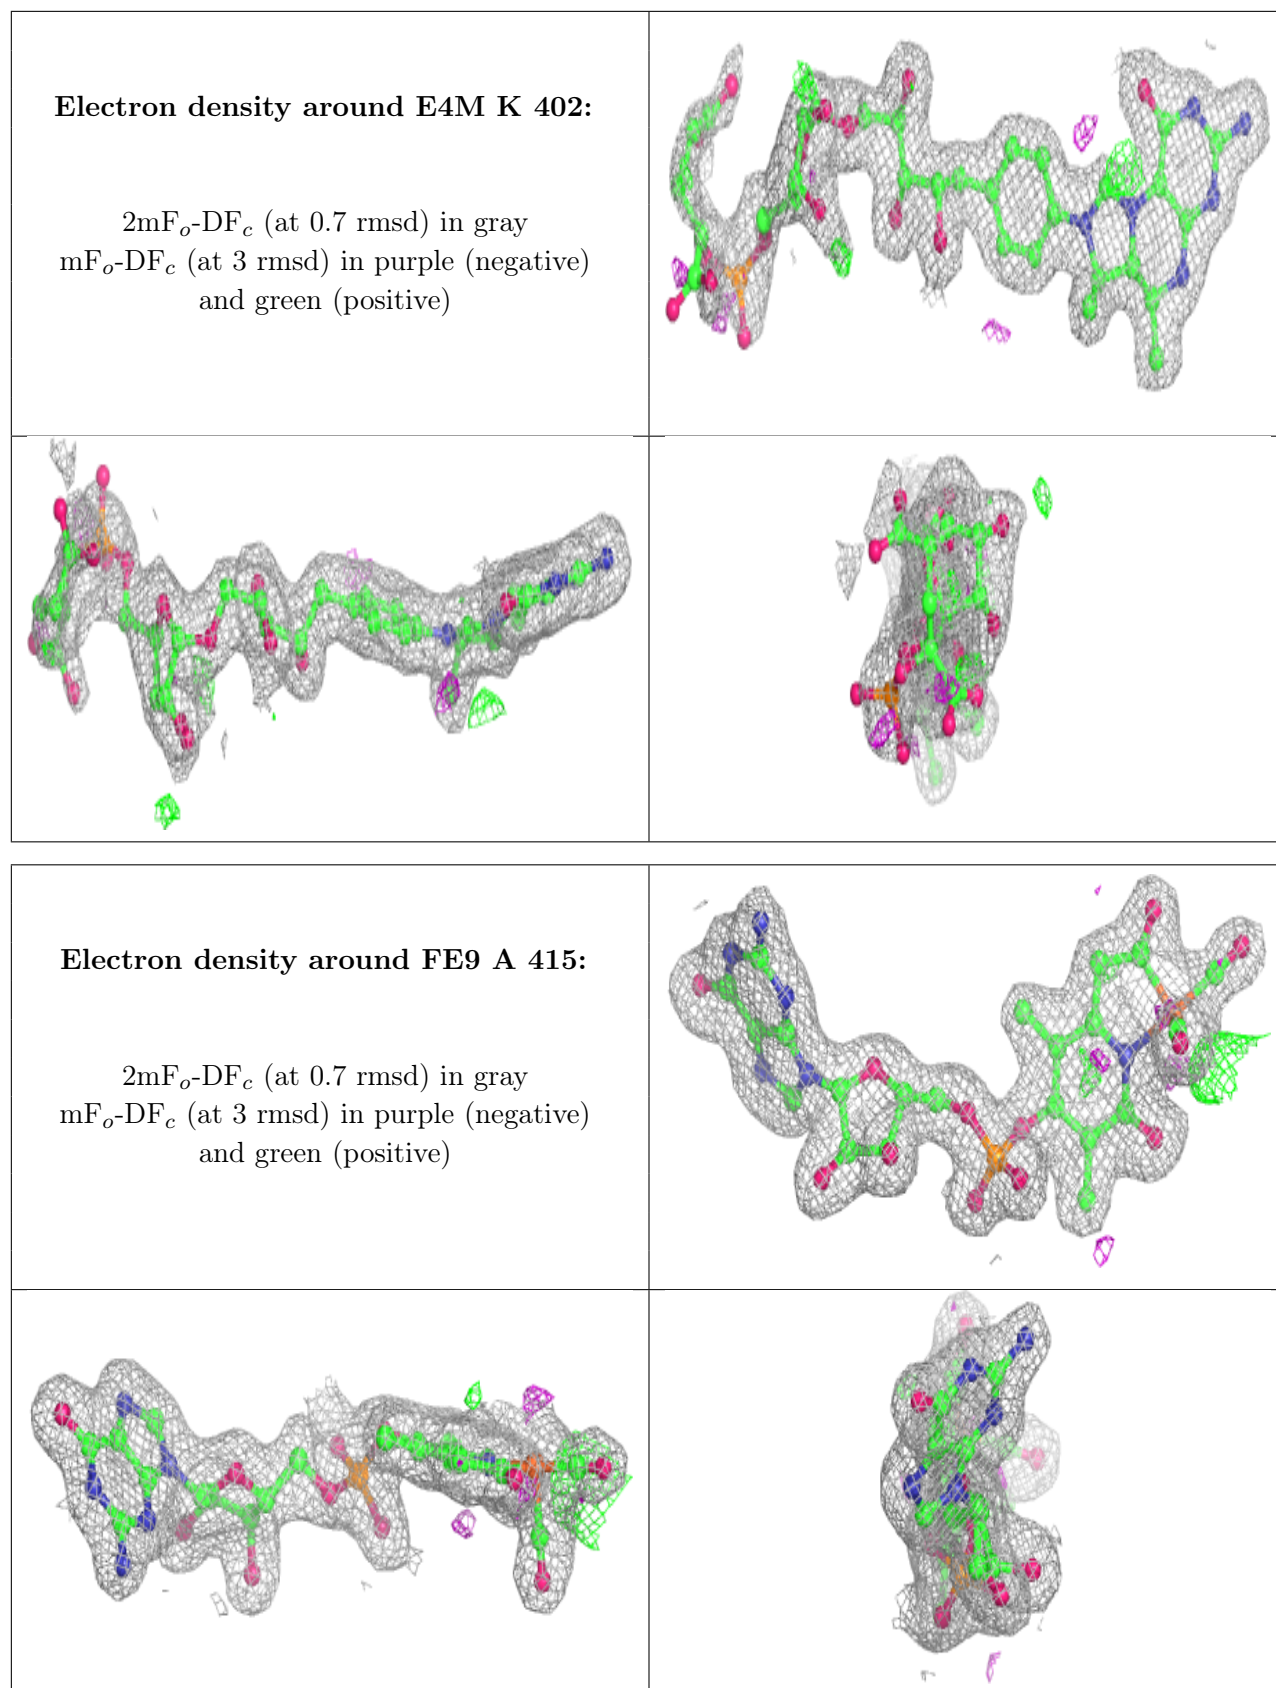 Electron density around E4M K 402:
2mFo-DFc (at 0.7 rmsd) in gray
mFo-DFc (at 3 rmsd) in purple (negative)
and green (positive)
Electron density around FE9 A 415:
2mFo-DFc (at 0.7 rmsd) in gray
mFo-DFc (at 3 rmsd) in purple (negative)
and green (positive)